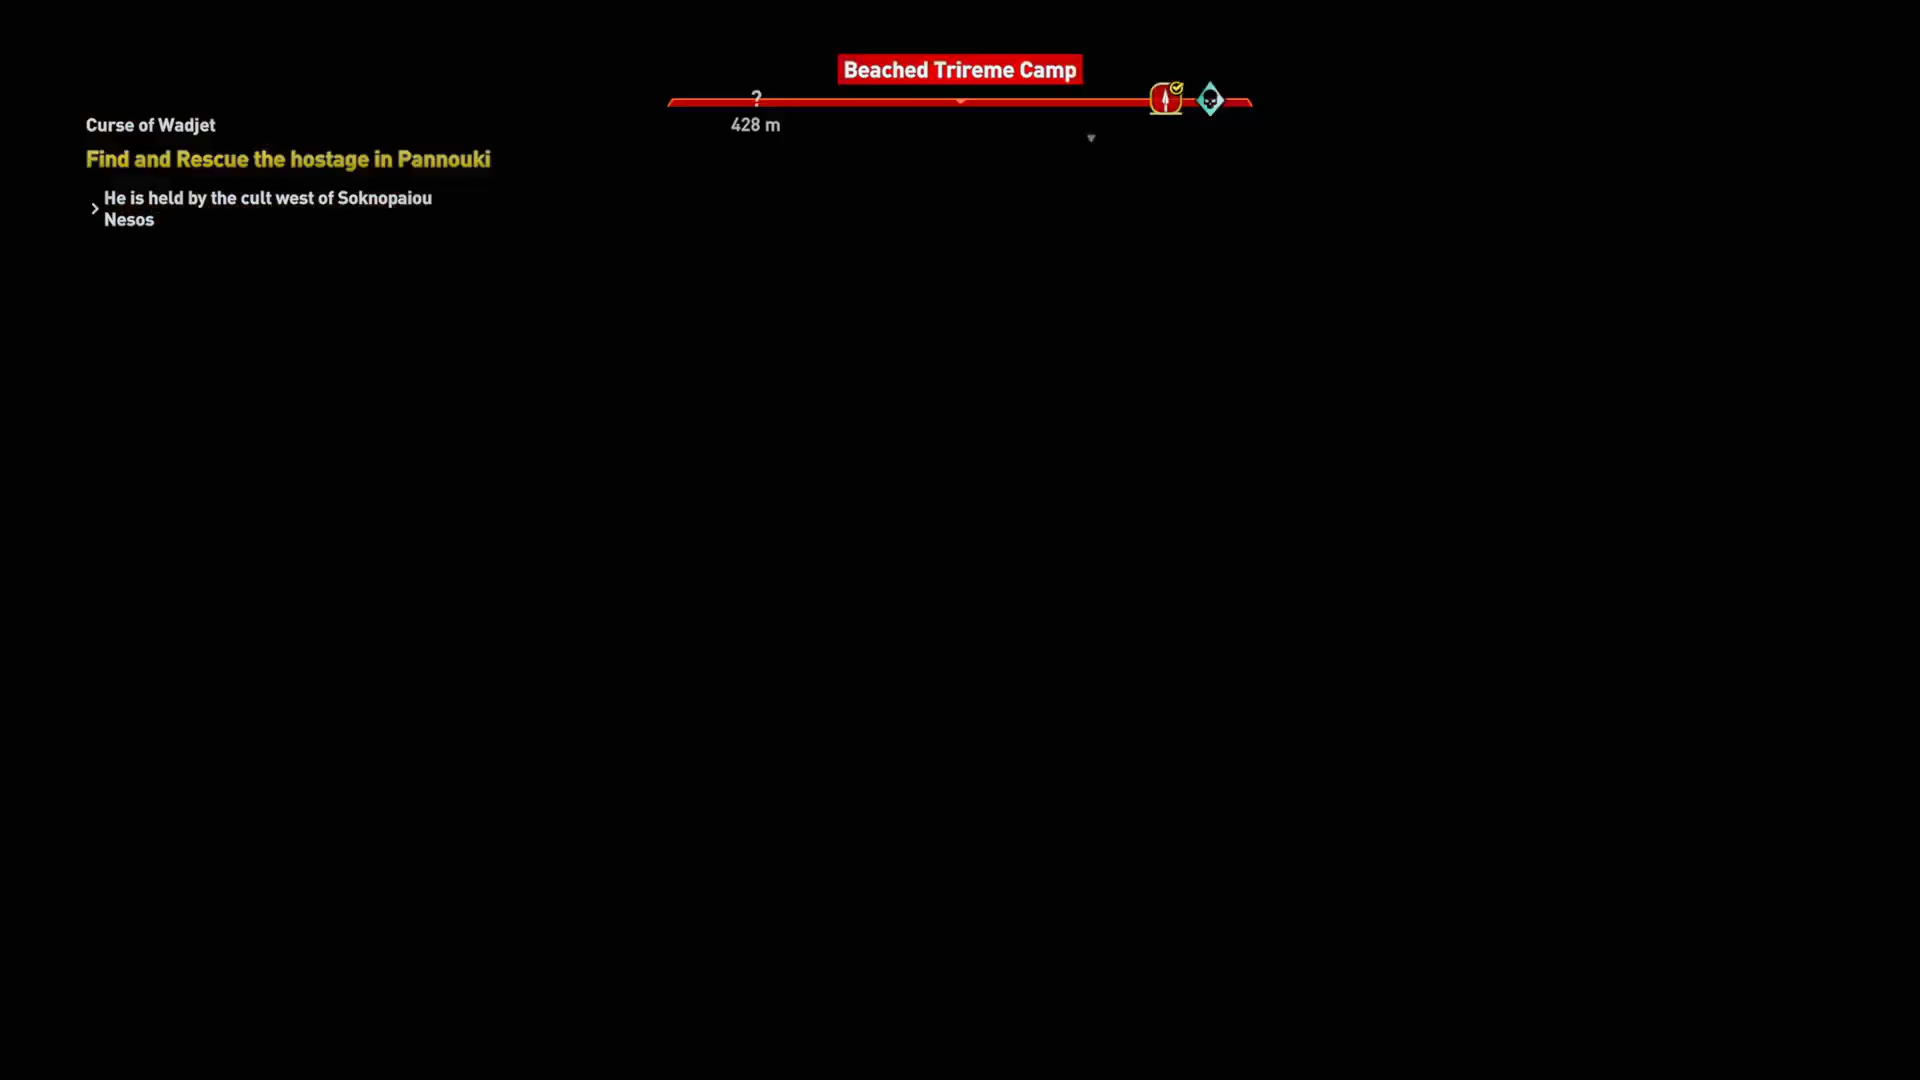 Beached Trireme Camp
?
428 m
Curse of Wadjet
Find and Rescue the hostage in Pannouki
He is held by the cult west of Soknopaiou
Nesos